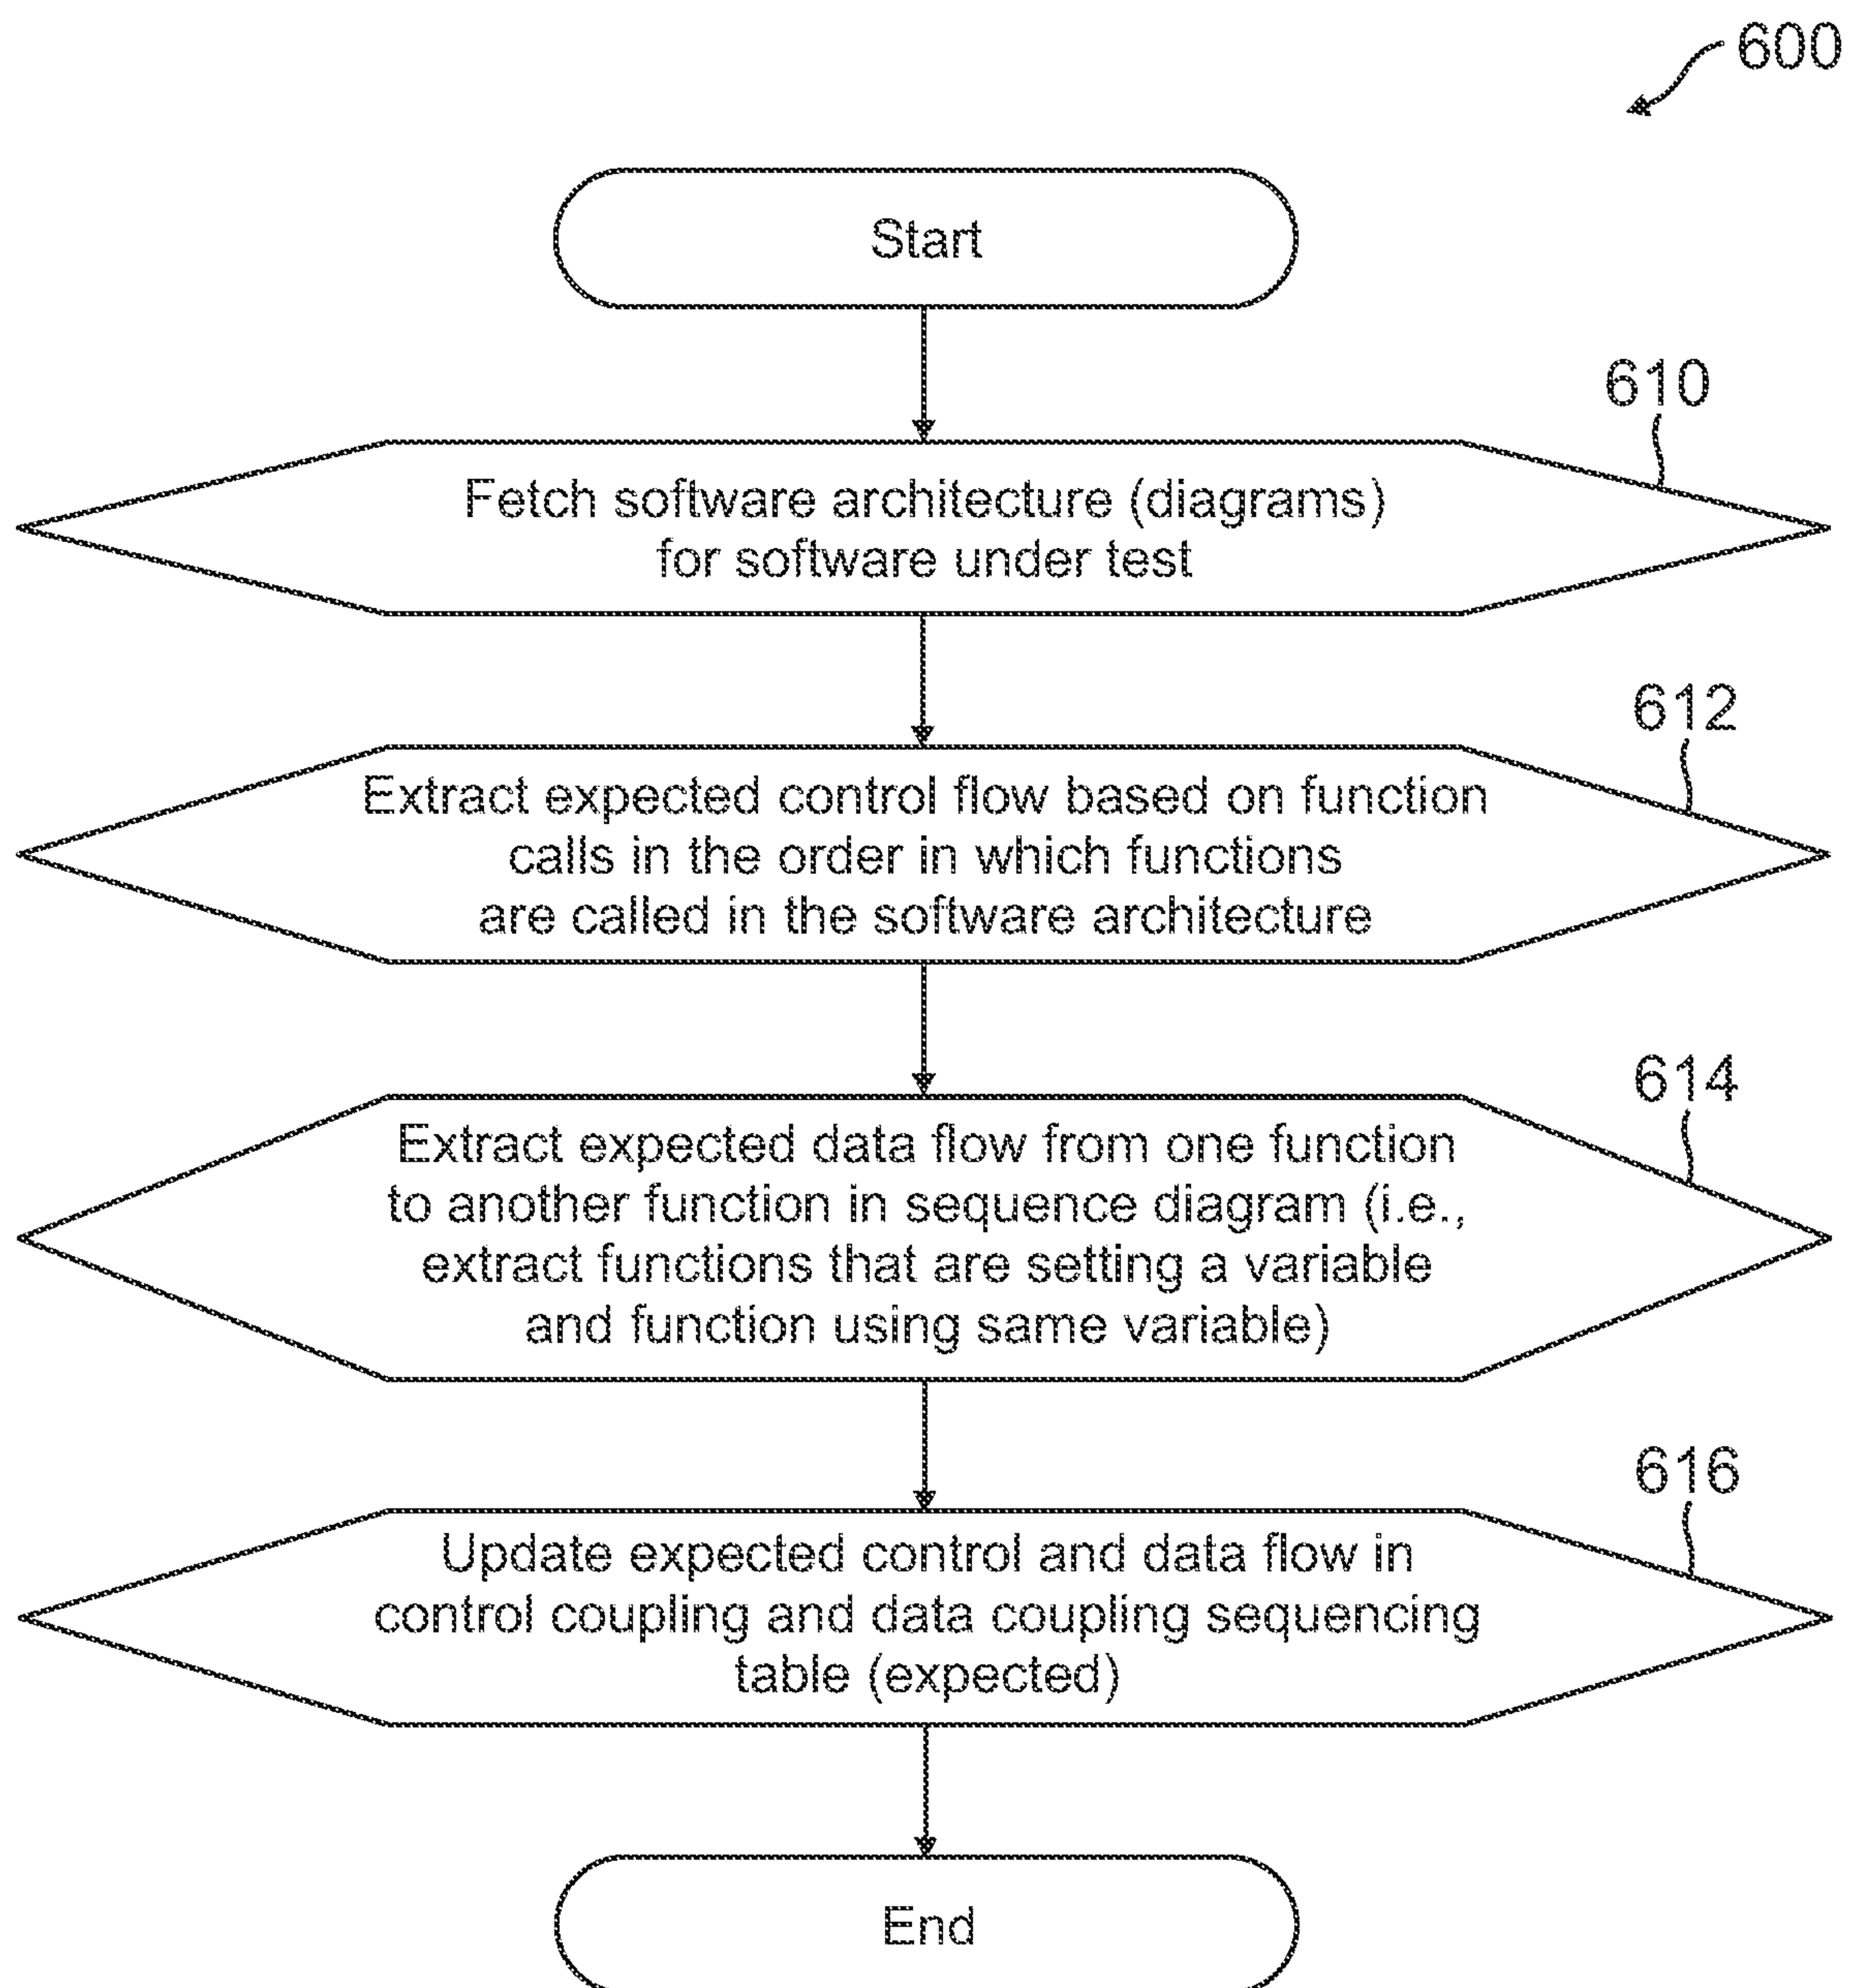 600
Start
610
Fetch software architecture (diagrams)
for software under test
612
Extract expected control flow based on function
calls in the order in which functions
are called in the software architecture
614
Extract expected data flow from one function
to another function in sequence diagram (i.e.,
extract functions that are setting a variable
and function using same variable)
616
Update expected control and data flow in
control coupling and data coupling sequencing
table (expected)
End